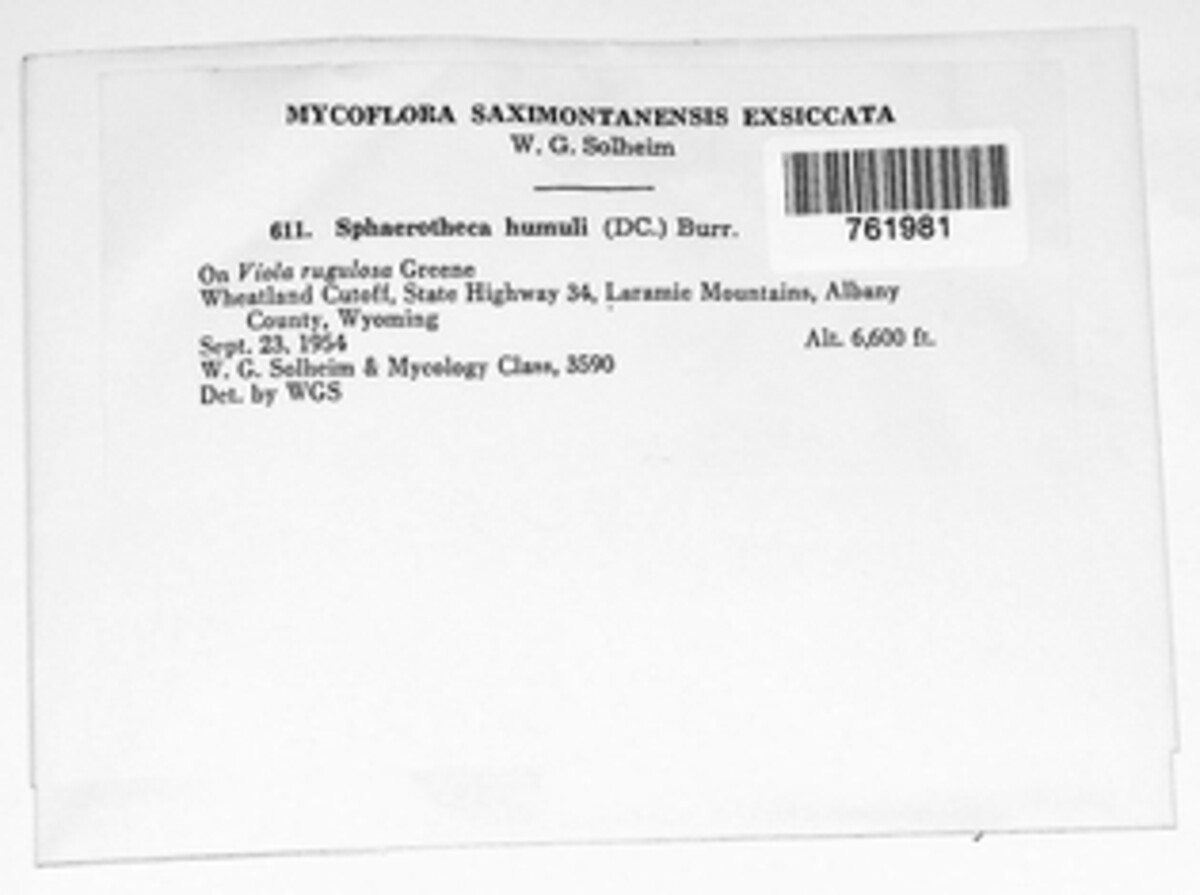 MYCOFLORA SAXIMONTANENSIS EXSICCATA
W. G. Solheim
761981
611. Sphaerotheca humuli (DC.) Burr.
On Viola rugulosa Greene
Wheatland Cutoff, State Highway 34, Laramie Mountains, Albany
County, Wyoming
Sept. 23, 1954 Alt. 6,600 ft.
W. G. Solheim & Mycology Class, 3590
Det. by WGS